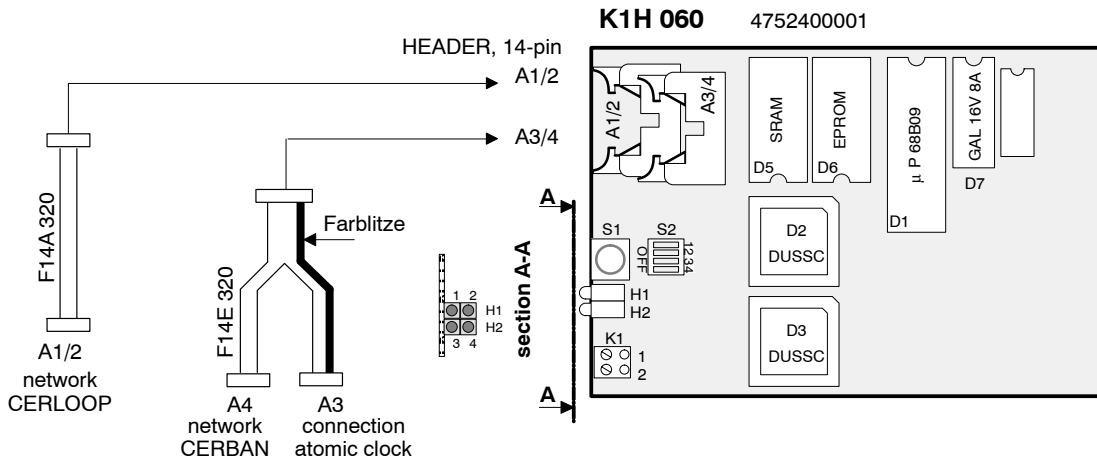 K1H 060 4752400001
HEADER, 14-pin
A1/2
A3/4
F14A 320
A1/2
network
CERLOOP
Farblitze
F14E 320
A4
network
CERBAN
A3
connection
atomic clock
1 2
H1
H2
3 4
section A-A
A
A
A1/2
A3/4
SRAM
D5
EPROM
D6
µ P 68B09
D1
GAL 16V 8A
D7
S1
S2
OFF
1234
H1
H2
K1
1
2
D2
DUSSC
D3
DUSSC